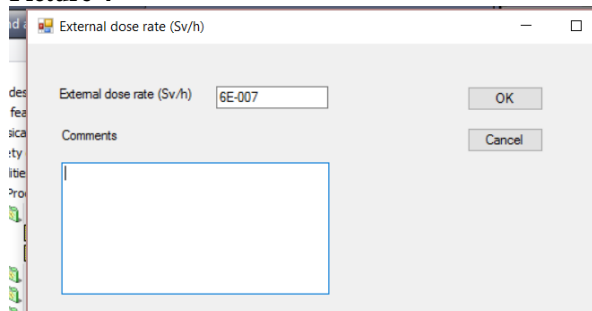 External dose rate (Sv/h)
External dose rate (Sv/h) 6E-007 OK
Comments Cancel